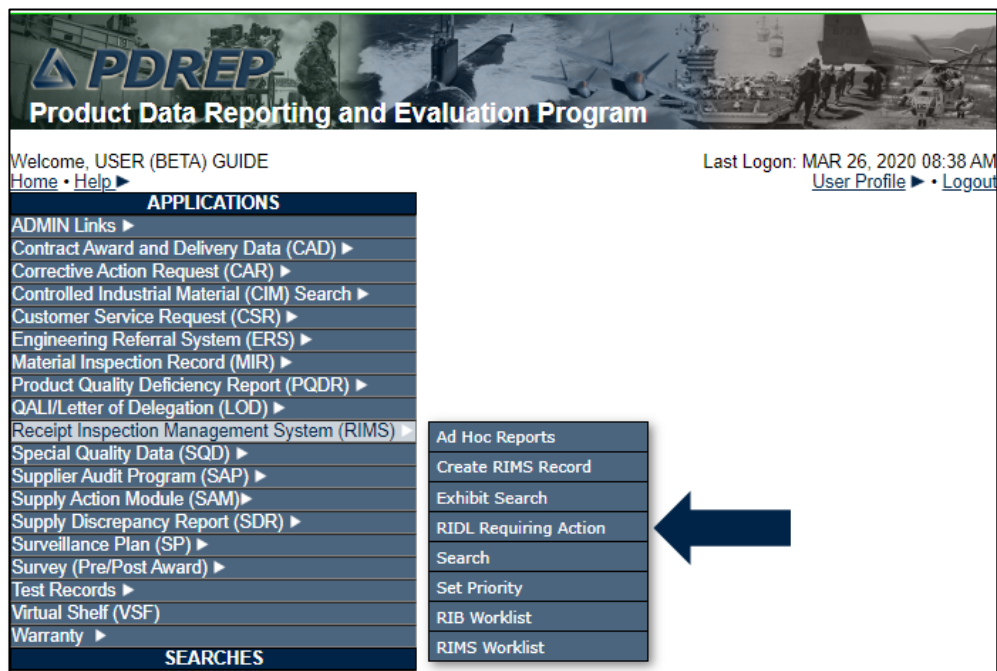 PDREP
Product Data Reporting and Evaluation Program
Welcome, USER (BETA) GUIDE
Last Logon: MAR 26, 2020 08:38 AM
Home • Help ►
User Profile ► • Logout
APPLICATIONS
ADMIN Links ►
Contract Award and Delivery Data (CAD) ►
Corrective Action Request (CAR) ►
Controlled Industrial Material (CIM) Search ►
Customer Service Request (CSR) ►
Engineering Referral System (ERS) ►
Material Inspection Record (MIR) ►
Product Quality Deficiency Report (PQDR) ►
QALI/Letter of Delegation (LOD) ►
Receipt Inspection Management System (RIMS) ►
Special Quality Data (SQD) ►
Supplier Audit Program (SAP) ►
Supply Action Module (SAM)►
Supply Discrepancy Report (SDR) ►
Surveillance Plan (SP) ►
Survey (Pre/Post Award) ►
Test Records ►
Virtual Shelf (VSF)
Warranty ►
SEARCHES
Ad Hoc Reports
Create RIMS Record
Exhibit Search
RIDL Requiring Action
Search
Set Priority
RIB Worklist
RIMS Worklist